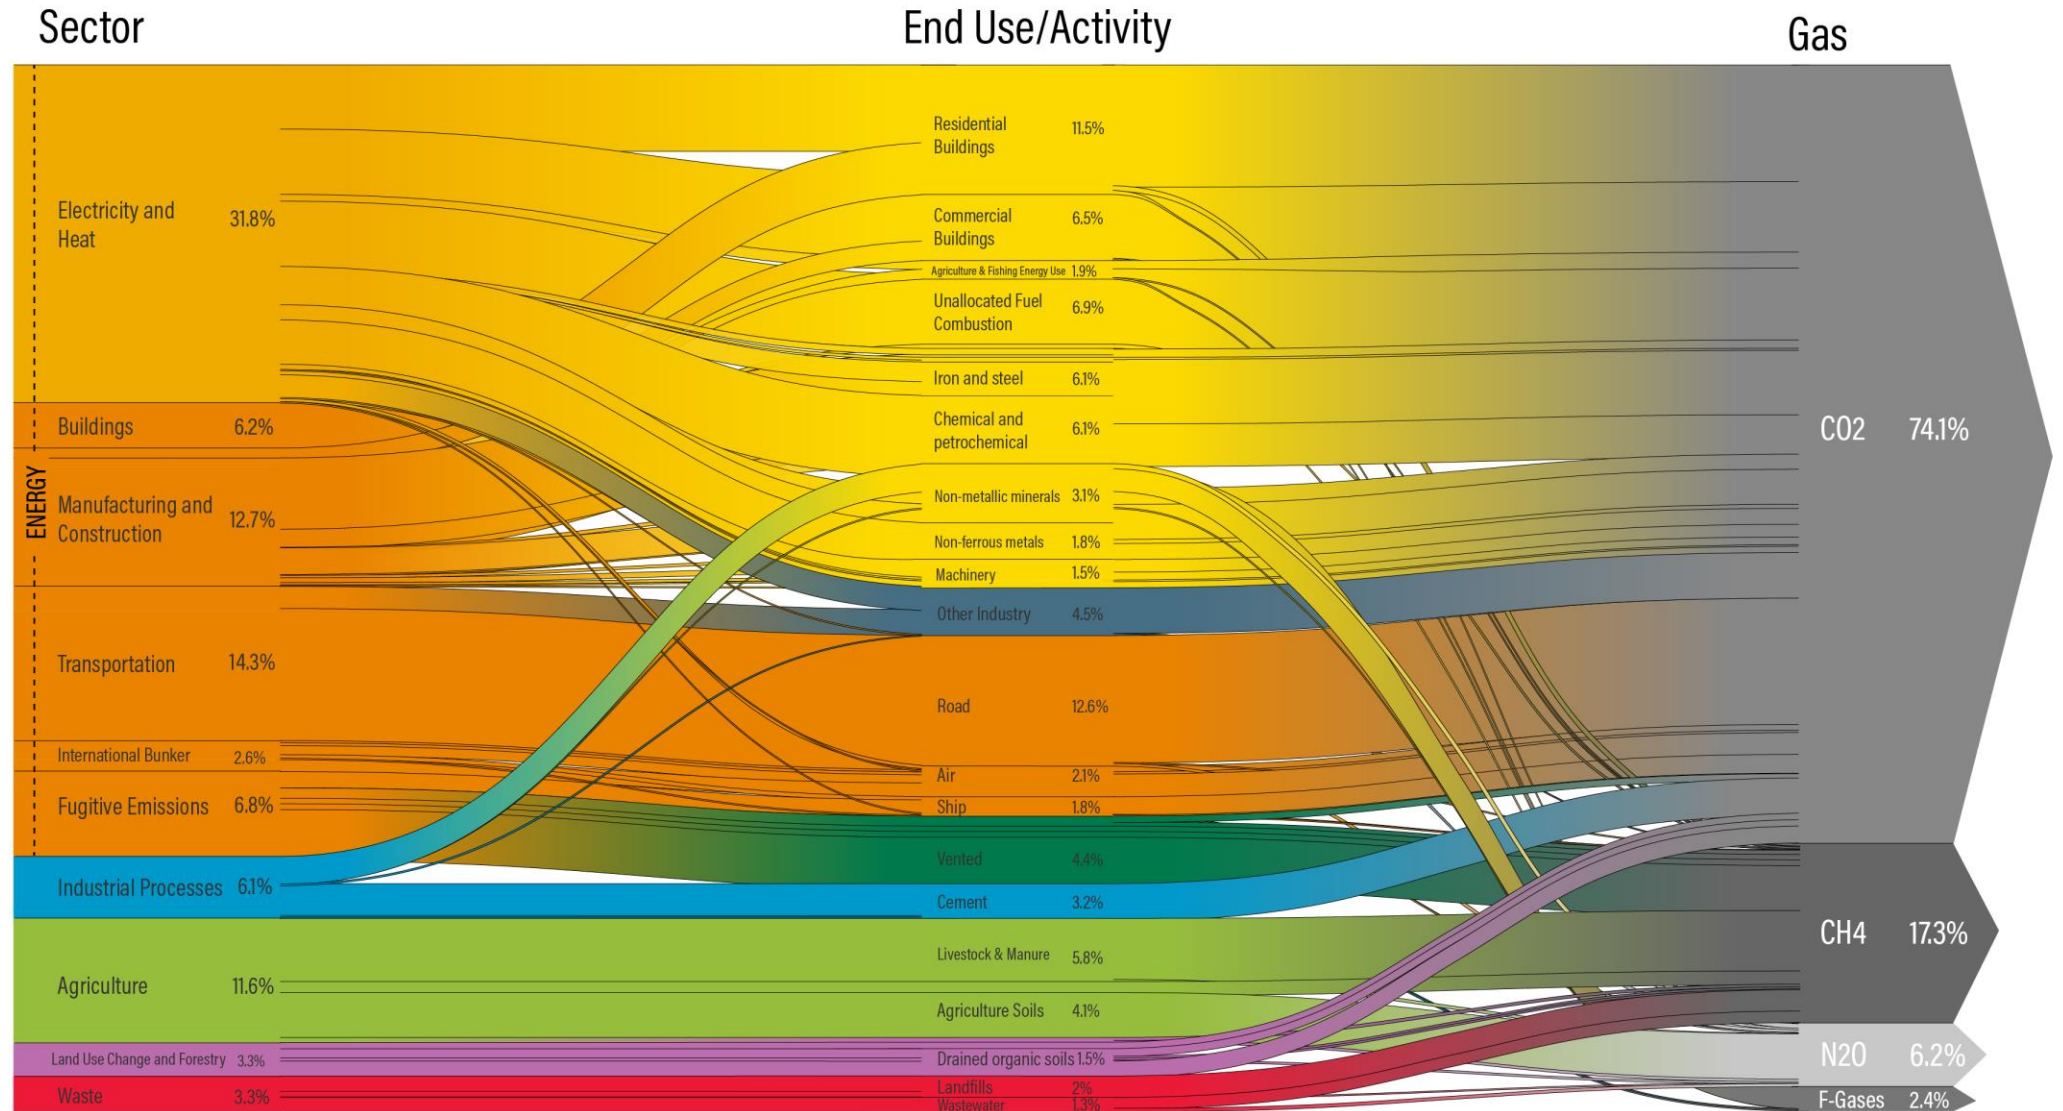 Sector
End Use/Activity
Gas
ENERGY
Electricity and
Heat
31.8%
Buildings 6.2%
Manufacturing and
Construction
12.7%
Transportation 14.3%
International Bunker 2.6%
Fugitive Emissions 6.8%
Industrial Processes 6.1%
Agriculture 11.6%
Land Use Change and Forestry 3.3%
Waste 3.3%
Residential
Buildings
11.5%
Commercial
Buildings
6.5%
Agriculture & Fishing Energy Use 1.9%
Unallocated Fuel
Combustion
6.9%
Iron and steel 6.1%
Chemical and
petrochemical
6.1%
Non-metallic minerals 3.1%
Non-ferrous metals 1.8%
Machinery 1.5%
Other Industry 4.5%
Road 12.6%
Air 2.1%
Ship 1.8%
Vented 4.4%
Cement 3.2%
Livestock & Manure 5.8%
Agriculture Soils 4.1%
Drained organic soils 1.5%
Landfills 2%
Wastewater 1.3%
CO2 74.1%
CH4 17.3%
N2O 6.2%
F-Gases 2.4%